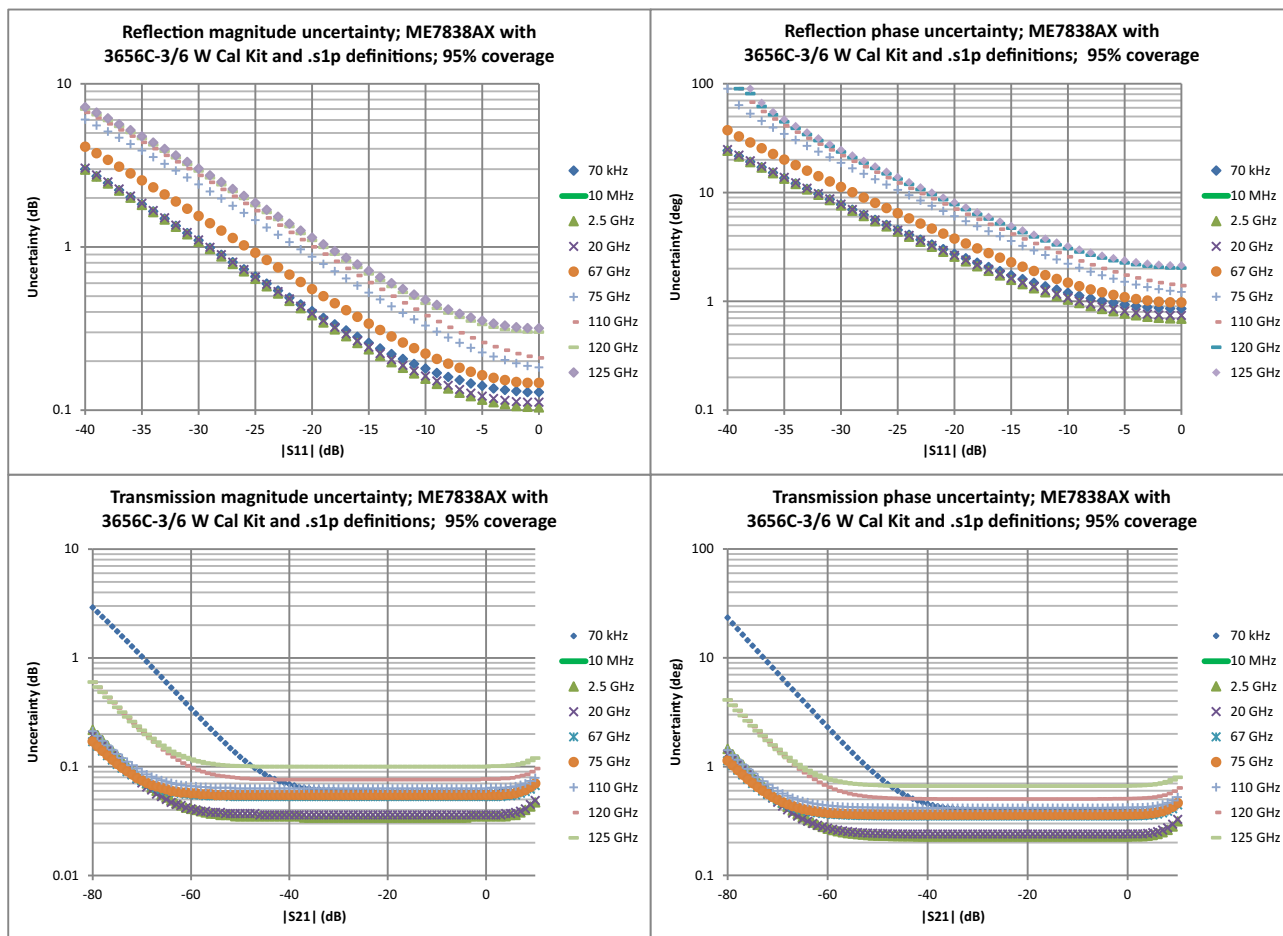 Reflection magnitude uncertainty; ME7838AX with
3656C-3/6 W Cal Kit and .s1p definitions; 95% coverage
10
1
0.1
Uncertainty (dB)
-40 -35 -30 -25 -20 -15 -10 -5 0
|S11| (dB)
70 kHz
10 MHz
2.5 GHz
20 GHz
67 GHz
75 GHz
110 GHz
120 GHz
125 GHz
Reflection phase uncertainty; ME7838AX with
3656C-3/6 W Cal Kit and .s1p definitions; 95% coverage
100
10
1
0.1
Uncertainty (deg)
-40 -35 -30 -25 -20 -15 -10 -5 0
|S11| (dB)
70 kHz
10 MHz
2.5 GHz
20 GHz
67 GHz
75 GHz
110 GHz
120 GHz
125 GHz
Transmission magnitude uncertainty; ME7838AX with
3656C-3/6 W Cal Kit and .s1p definitions; 95% coverage
10
1
0.1
0.01
Uncertainty (dB)
-80 -60 -40 -20 0
|S21| (dB)
70 kHz
10 MHz
2.5 GHz
20 GHz
67 GHz
75 GHz
110 GHz
120 GHz
125 GHz
Transmission phase uncertainty; ME7838AX with
3656C-3/6 W Cal Kit and .s1p definitions; 95% coverage
100
10
1
0.1
Uncertainty (deg)
-80 -60 -40 -20 0
|S21| (dB)
70 kHz
10 MHz
2.5 GHz
20 GHz
67 GHz
75 GHz
110 GHz
120 GHz
125 GHz